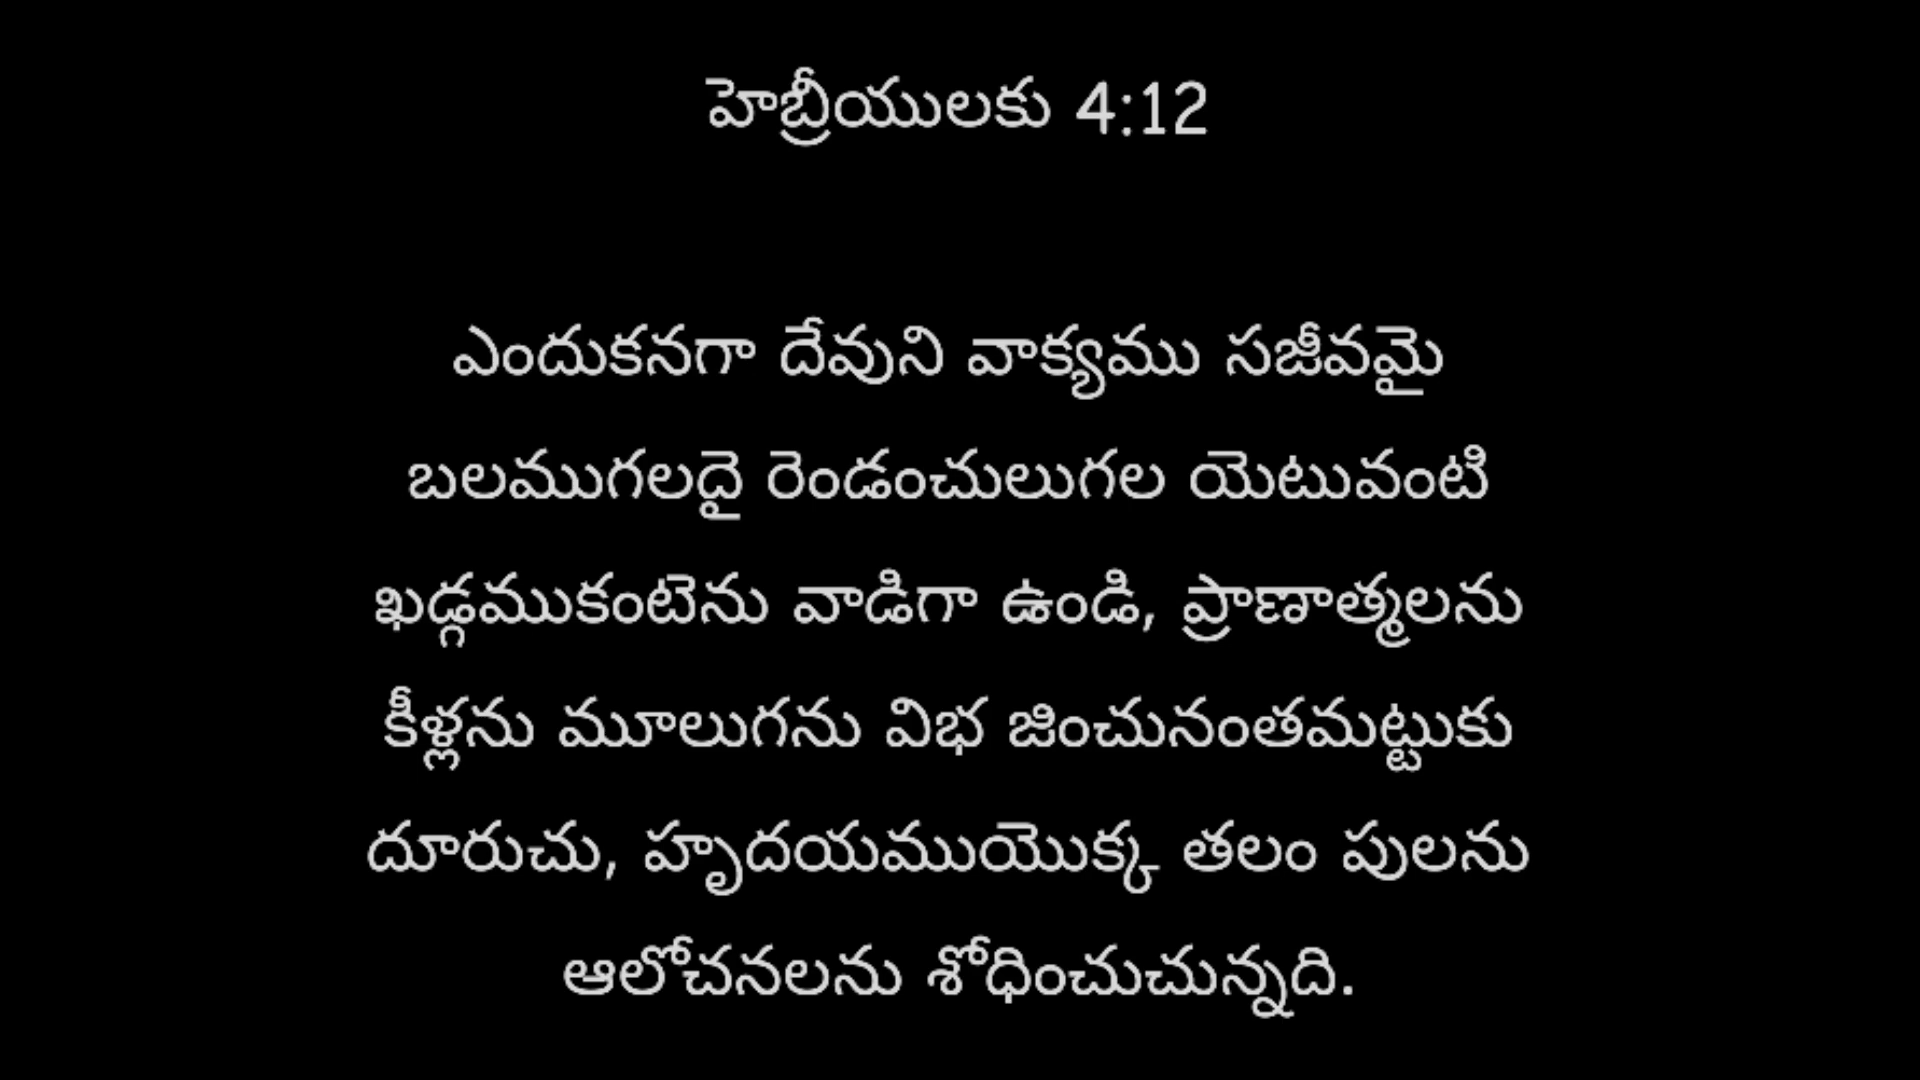 హెబ్రీయులకు 4:12
ఎందుకనగా దేవుని వాక్యము సజీవమై
బలముగలదై రెండంచులుగల యెటువంటి
ఖడ్గముకంటెను వాడిగా ఉండి, ప్రాణాత్మలను
కీళ్లను మూలుగను విభ జించునంతమట్టుకు
దూరుచు, హృదయముయొక్క తలం పులను
ఆలోచనలను శోధించుచున్నది.